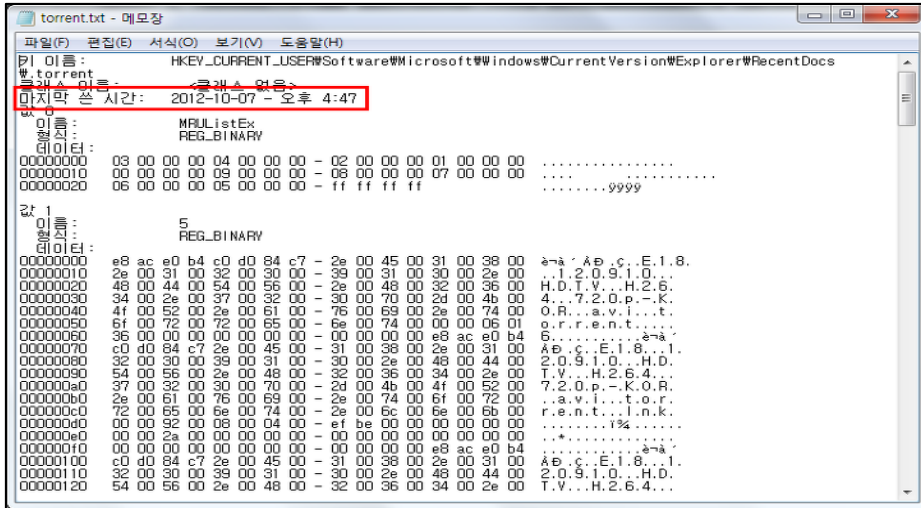 torrent.txt - 메모장
파일(F) 편집(E) 서식(O) 보기(V) 도움말(H)
키 이름: HKEY_CURRENT_USER₩Software₩Microsoft₩Windows₩CurrentVersion₩Explorer₩RecentDocs
₩.torrent
클래스 이름: <클래스 없음>
마지막 쓴 시간: 2012-10-07 - 오후 4:47
값 0
이름: MRUListEx
형식: REG_BINARY
데이터:
00000000 03 00 00 00 04 00 00 00 - 02 00 00 00 01 00 00 00 ................
00000010 00 00 00 00 09 00 00 00 - 08 00 00 00 07 00 00 00 .... ...........
00000020 06 00 00 00 05 00 00 00 - ff ff ff ff ........ÿÿÿÿ
값 1
이름: 5
형식: REG_BINARY
데이터:
00000000 e8 ac e0 b4 c0 d0 84 c7 - 2e 00 45 00 31 00 38 00 è¬à´ÀÐ.Ç..E.1.8.
00000010 2e 00 31 00 32 00 30 00 - 39 00 31 00 30 00 2e 00 ..1.2.0.9.1.0...
00000020 48 00 44 00 54 00 56 00 - 2e 00 48 00 32 00 36 00 H.D.T.V...H.2.6.
00000030 34 00 2e 00 37 00 32 00 - 30 00 70 00 2d 00 4b 00 4...7.2.0.p.-.K.
00000040 4f 00 52 00 2e 00 61 00 - 76 00 69 00 2e 00 74 00 O.R...a.v.i...t.
00000050 6f 00 72 00 72 00 65 00 - 6e 00 74 00 00 00 06 01 o.r.r.e.n.t.....
00000060 36 00 00 00 00 00 00 00 - 00 00 00 00 e8 ac e0 b4 6...........è¬à´
00000070 c0 d0 84 c7 2e 00 45 00 - 31 00 38 00 2e 00 31 00 ÀÐ.Ç..E.1.8...1.
00000080 32 00 30 00 39 00 31 00 - 30 00 2e 00 48 00 44 00 2.0.9.1.0...H.D.
00000090 54 00 56 00 2e 00 48 00 - 32 00 36 00 34 00 2e 00 T.V...H.2.6.4...
000000a0 37 00 32 00 30 00 70 00 - 2d 00 4b 00 4f 00 52 00 7.2.0.p.-.K.O.R.
000000b0 2e 00 61 00 76 00 69 00 - 2e 00 74 00 6f 00 72 00 ..a.v.i...t.o.r.
000000c0 72 00 65 00 6e 00 74 00 - 2e 00 6c 00 6e 00 6b 00 r.e.n.t...l.n.k.
000000d0 00 00 92 00 08 00 04 00 - ef be 00 00 00 00 00 00 ........ï¾......
000000e0 00 00 2a 00 00 00 00 00 - 00 00 00 00 00 00 00 00 ..*.............
000000f0 00 00 00 00 00 00 00 00 - 00 00 00 00 e8 ac e0 b4 ............è¬à´
00000100 c0 d0 84 c7 2e 00 45 00 - 31 00 38 00 2e 00 31 00 ÀÐ.Ç..E.1.8...1.
00000110 32 00 30 00 39 00 31 00 - 30 00 2e 00 48 00 44 00 2.0.9.1.0...H.D.
00000120 54 00 56 00 2e 00 48 00 - 32 00 36 00 34 00 2e 00 T.V...H.2.6.4...